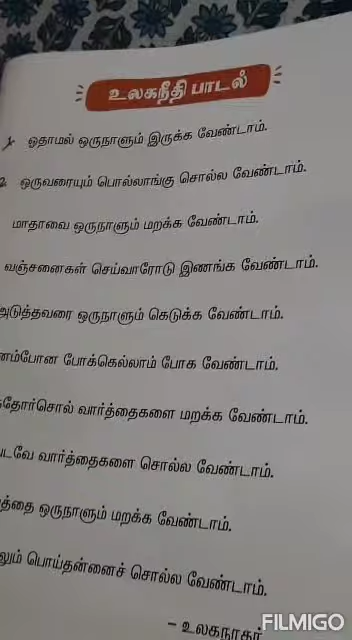 உலகநீதி பாடல்
ஓதாமல் ஒருநாளும் இருக்க வேண்டாம்.
ஒருவரையும் பொல்லாங்கு சொல்ல வேண்டாம்.
மாதாவை ஒருநாளும் மறக்க வேண்டாம்.
வஞ்சனைகள் செய்வாரோடு இணங்க வேண்டாம்.
அடுத்தவரை ஒருநாளும் கெடுக்க வேண்டாம்.
போக்கெல்லாம் போக வேண்டாம்.
வார்த்தைகளை மறக்க வேண்டாம்.
வார்த்தைகளை சொல்ல வேண்டாம்.
ஒருநாளும் மறக்க வேண்டாம்.
பொய்தன்னைச் சொல்ல வேண்டாம்.
– உலகநாதர்
FILMIGO